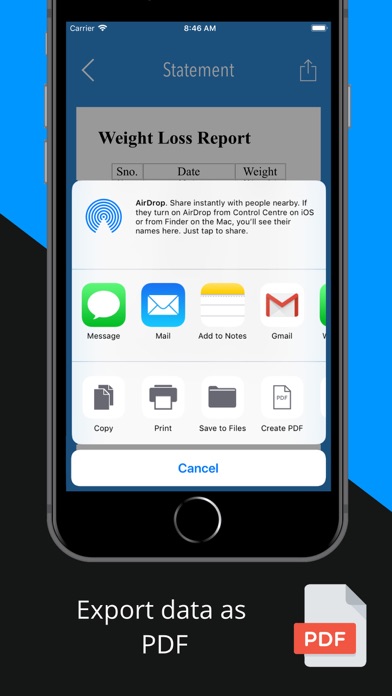 Carrier 8:46 AM
Statement
Weight Loss Report
Sno. Date Weight
AirDrop. Share instantly with people nearby. If
they turn on AirDrop from Control Centre on iOS
or from Finder on the Mac, you'll see their
names here. Just tap to share.
Message Mail Add to Notes Gmail
PDF
Copy Print Save to Files Create PDF
Cancel
Export data as
PDF
PDF